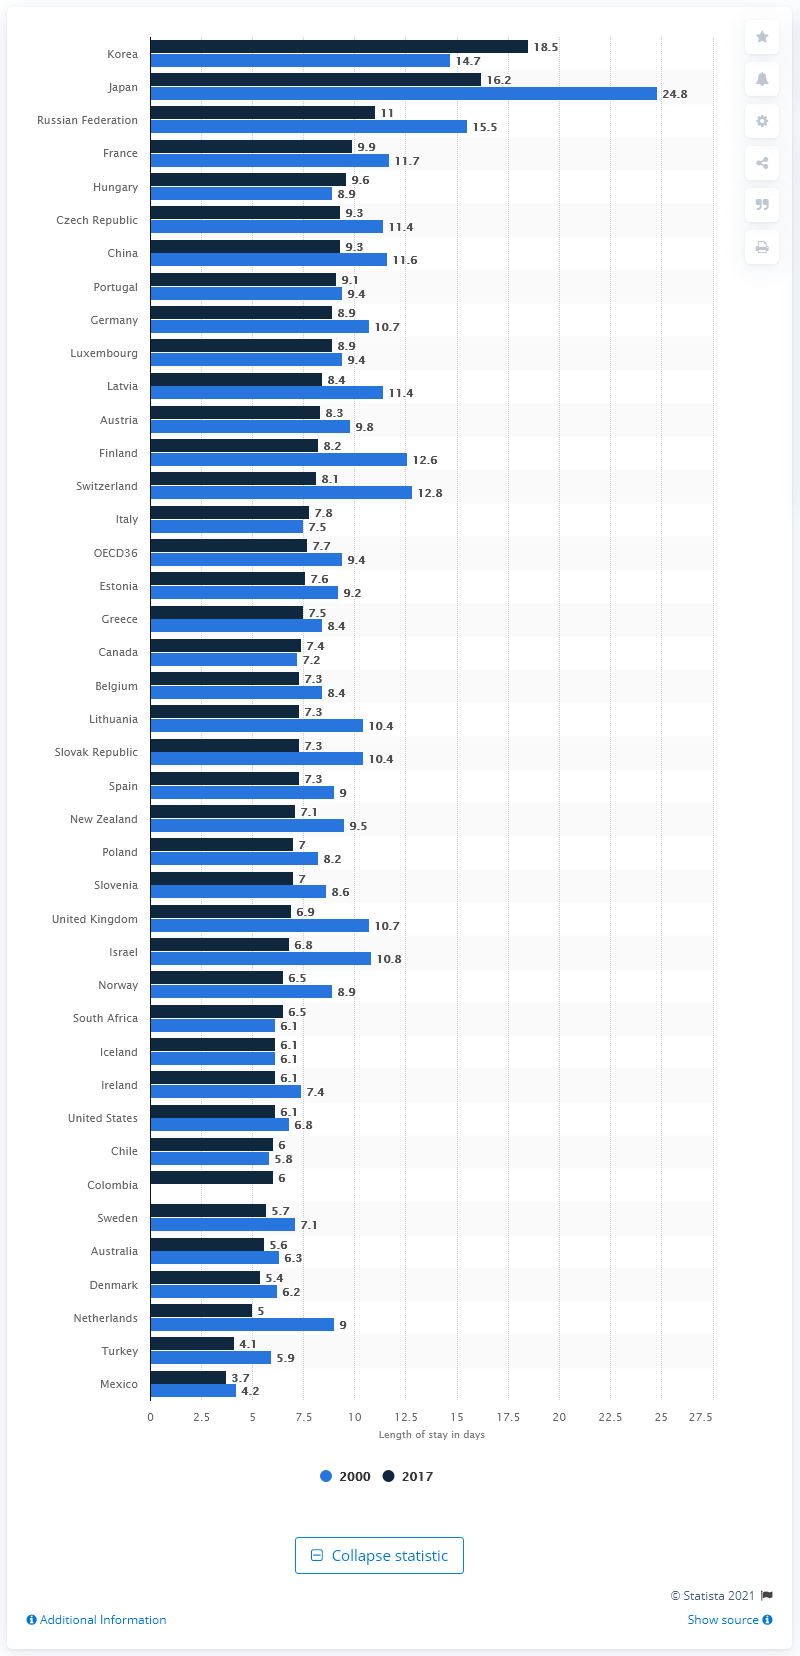 Korea 18.5
14.7
Japan 16.2
24.8
Russian Federation 11
15.5
France 9.9
11.7
Hungary 9.6
8.9
Czech Republic 9.3
11.4
China 9.3
11.6
Portugal 9.1
9.4
Germany 8.9
10.7
Luxembourg 8.9
9.4
Latvia 8.4
11.4
Austria 8.3
9.8
Finland 8.2
12.6
Switzerland 8.1
12.8
Italy 7.8
7.5
OECD36 7.7
9.4
Estonia 7.6
9.2
Greece 7.5
8.4
Canada 7.4
7.2
Belgium 7.3
8.4
Lithuania 7.3
10.4
Slovak Republic 7.3
10.4
Spain 7.3
9
New Zealand 7.1
9.5
Poland 7
8.2
Slovenia 7
8.6
United Kingdom 6.9
10.7
Israel 6.8
10.8
Norway 6.5
8.9
South Africa 6.5
6.1
Iceland 6.1
6.1
Ireland 6.1
7.4
United States 6.1
6.8
Chile 6
5.8
Colombia 6
Sweden 5.7
7.1
Australia 5.6
6.3
Denmark 5.4
6.2
Netherlands 5
9
Turkey 4.1
5.9
Mexico 3.7
4.2
0 2.5 5 7.5 10 12.5 15 17.5 20 22.5 25 27.5
Length of stay in days
2000 2017
Collapse statistic
© Statista 2021
Additional Information Show source